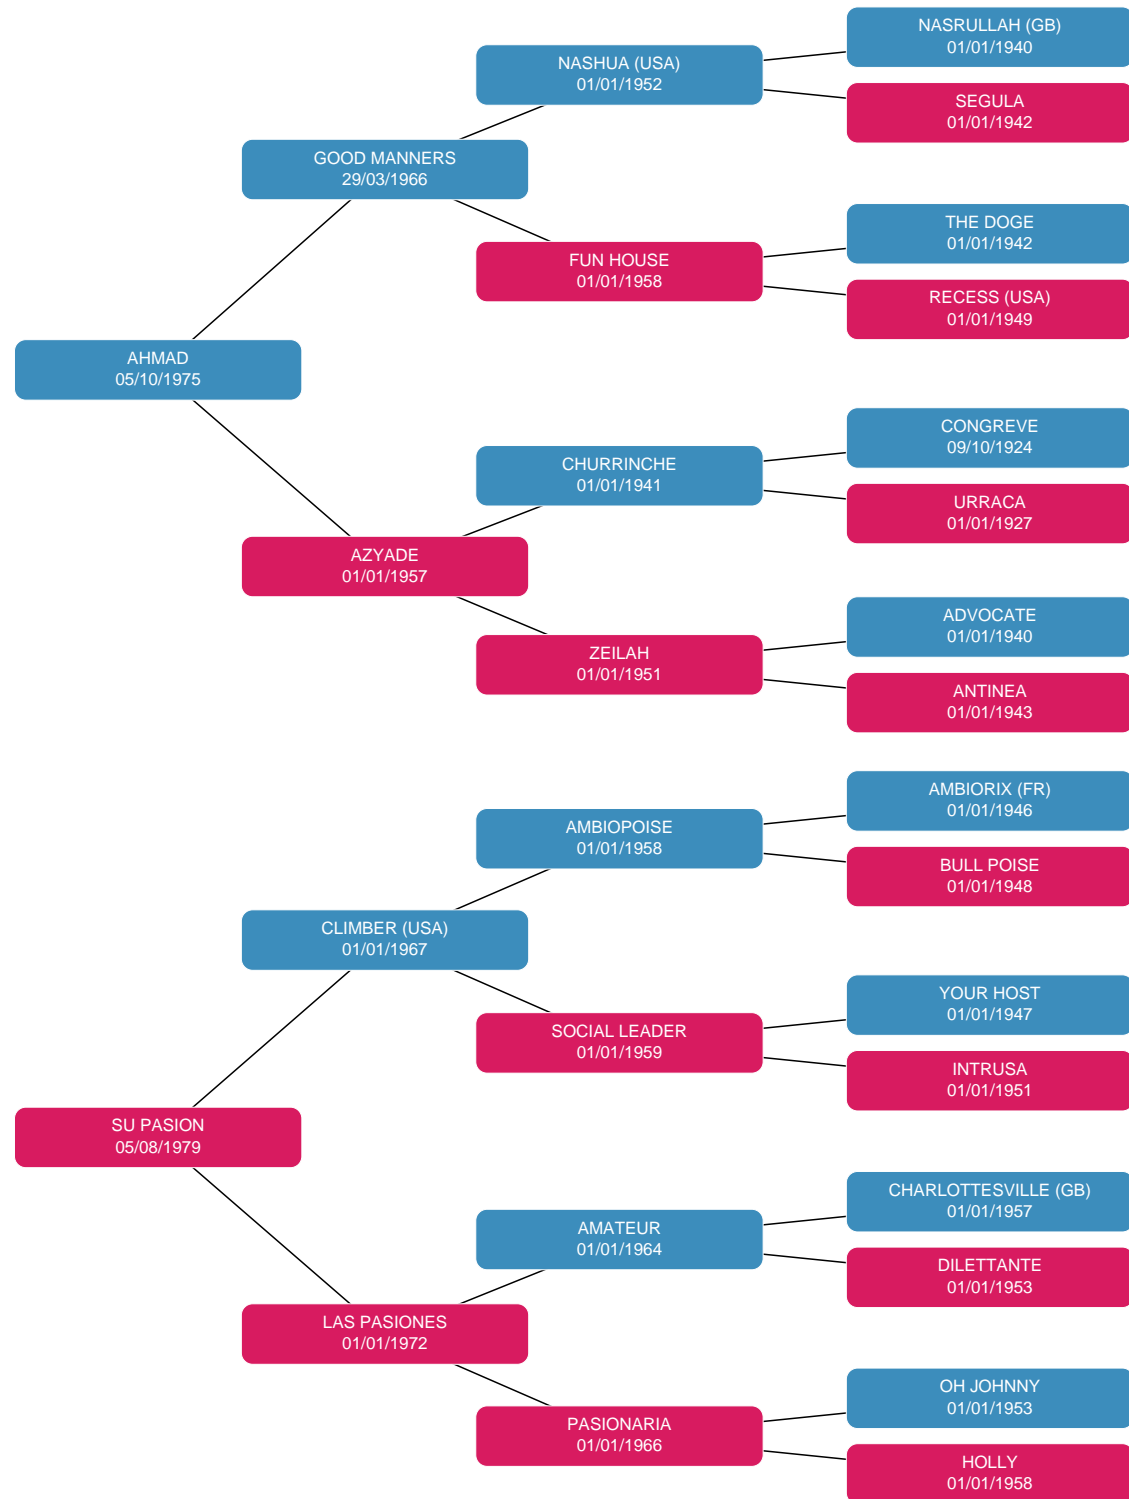 NASRULLAH (GB)
01/01/1940
NASHUA (USA)
01/01/1952
SEGULA
01/01/1942
GOOD MANNERS
29/03/1966
THE DOGE
01/01/1942
FUN HOUSE
01/01/1958
RECESS (USA)
01/01/1949
AHMAD
05/10/1975
CONGREVE
09/10/1924
CHURRINCHE
01/01/1941
URRACA
01/01/1927
AZYADE
01/01/1957
ADVOCATE
01/01/1940
ZEILAH
01/01/1951
ANTINEA
01/01/1943
AMBIORIX (FR)
01/01/1946
AMBIOPOISE
01/01/1958
BULL POISE
01/01/1948
CLIMBER (USA)
01/01/1967
YOUR HOST
01/01/1947
SOCIAL LEADER
01/01/1959
INTRUSA
01/01/1951
SU PASION
05/08/1979
CHARLOTTESVILLE (GB)
01/01/1957
AMATEUR
01/01/1964
DILETTANTE
01/01/1953
LAS PASIONES
01/01/1972
OH JOHNNY
01/01/1953
PASIONARIA
01/01/1966
HOLLY
01/01/1958